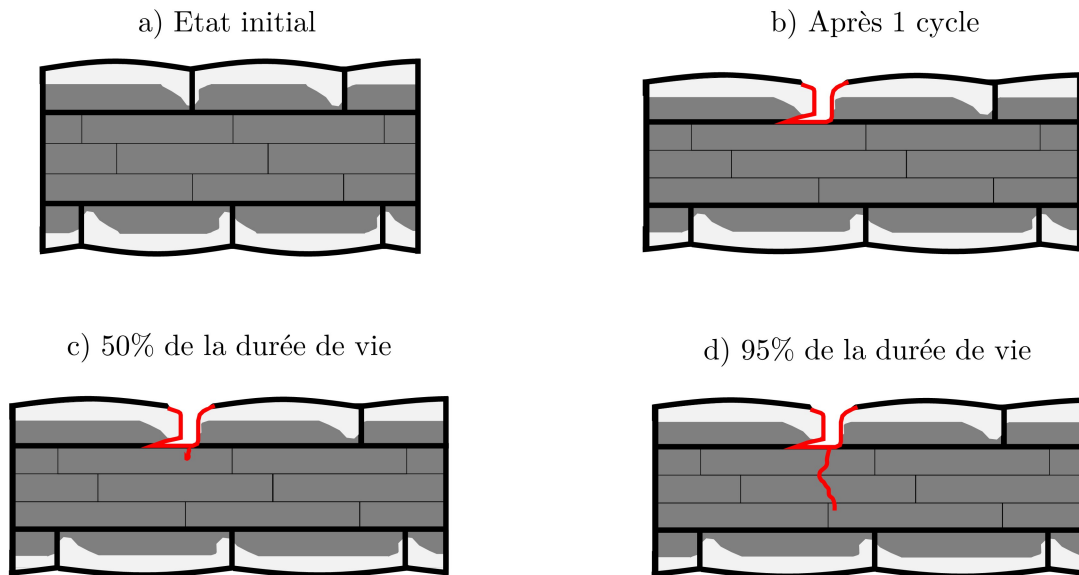 a) Etat initial
b) Après 1 cycle
c) 50% de la durée de vie
d) 95% de la durée de vie